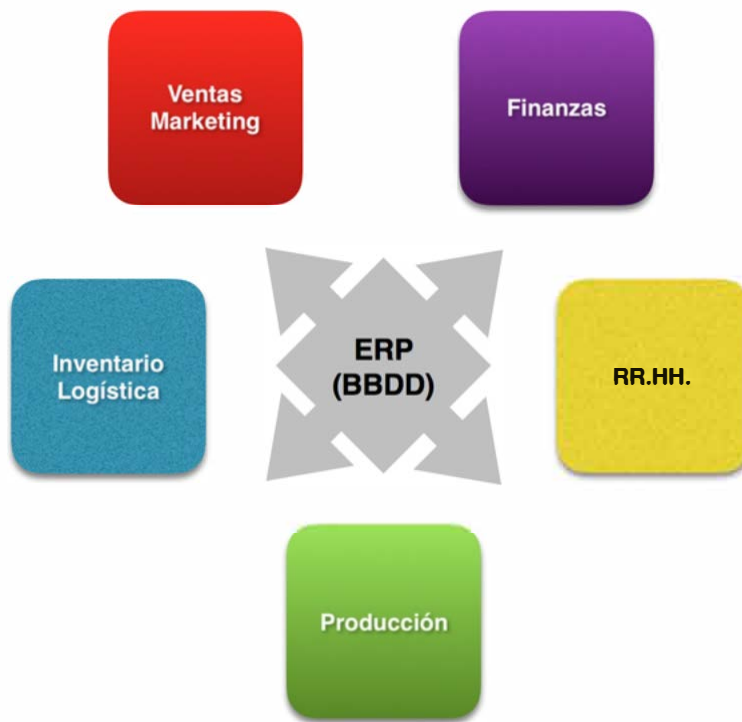 Ventas
Marketing
Finanzas
Inventario
Logística
ERP
(BBDD)
RR.HH.
Producción